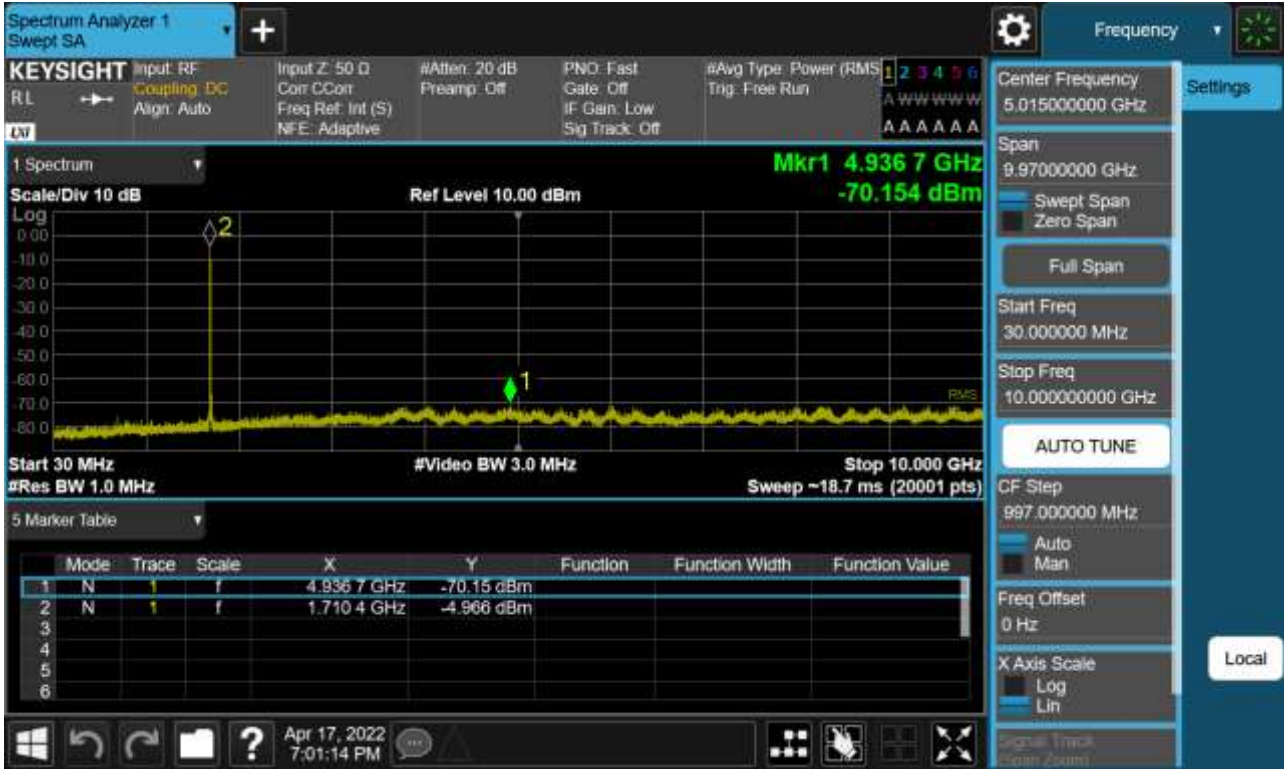 Spectrum Analyzer 1
Swept SA
+
Frequency
KEYSIGHT
RL
LXI
Input: RF
Coupling: DC
Align: Auto
Input Z: 50 Ω
Corr CCorr
Freq Ref: Int (S)
NFE: Adaptive
#Atten: 20 dB
Preamp: Off
PNO: Fast
Gate: Off
IF Gain: Low
Sig Track: Off
#Avg Type: Power (RMS
Trig: Free Run
1 2 3 4 5 6
A W W W W W
A A A A A A
1 Spectrum
Mkr1 4.936 7 GHz
-70.154 dBm
Scale/Div 10 dB
Ref Level 10.00 dBm
Log
0.00
-10.0
-20.0
-30.0
-40.0
-50.0
-60.0
-70.0
-80.0
2
1
RMS
Start 30 MHz
#Video BW 3.0 MHz
Stop 10.000 GHz
#Res BW 1.0 MHz
Sweep ~18.7 ms (20001 pts)
5 Marker Table
Mode Trace Scale X Y Function Function Width Function Value
1 N 1 f 4.936 7 GHz -70.15 dBm
2 N 1 f 1.710 4 GHz -4.966 dBm
3
4
5
6
?
Apr 17, 2022
7:01:14 PM
Center Frequency
5.015000000 GHz
Settings
Span
9.97000000 GHz
Swept Span
Zero Span
Full Span
Start Freq
30.000000 MHz
Stop Freq
10.000000000 GHz
AUTO TUNE
CF Step
997.000000 MHz
Auto
Man
Freq Offset
0 Hz
X Axis Scale
Log
Lin
Local
Signal Track
(Span Zoom)